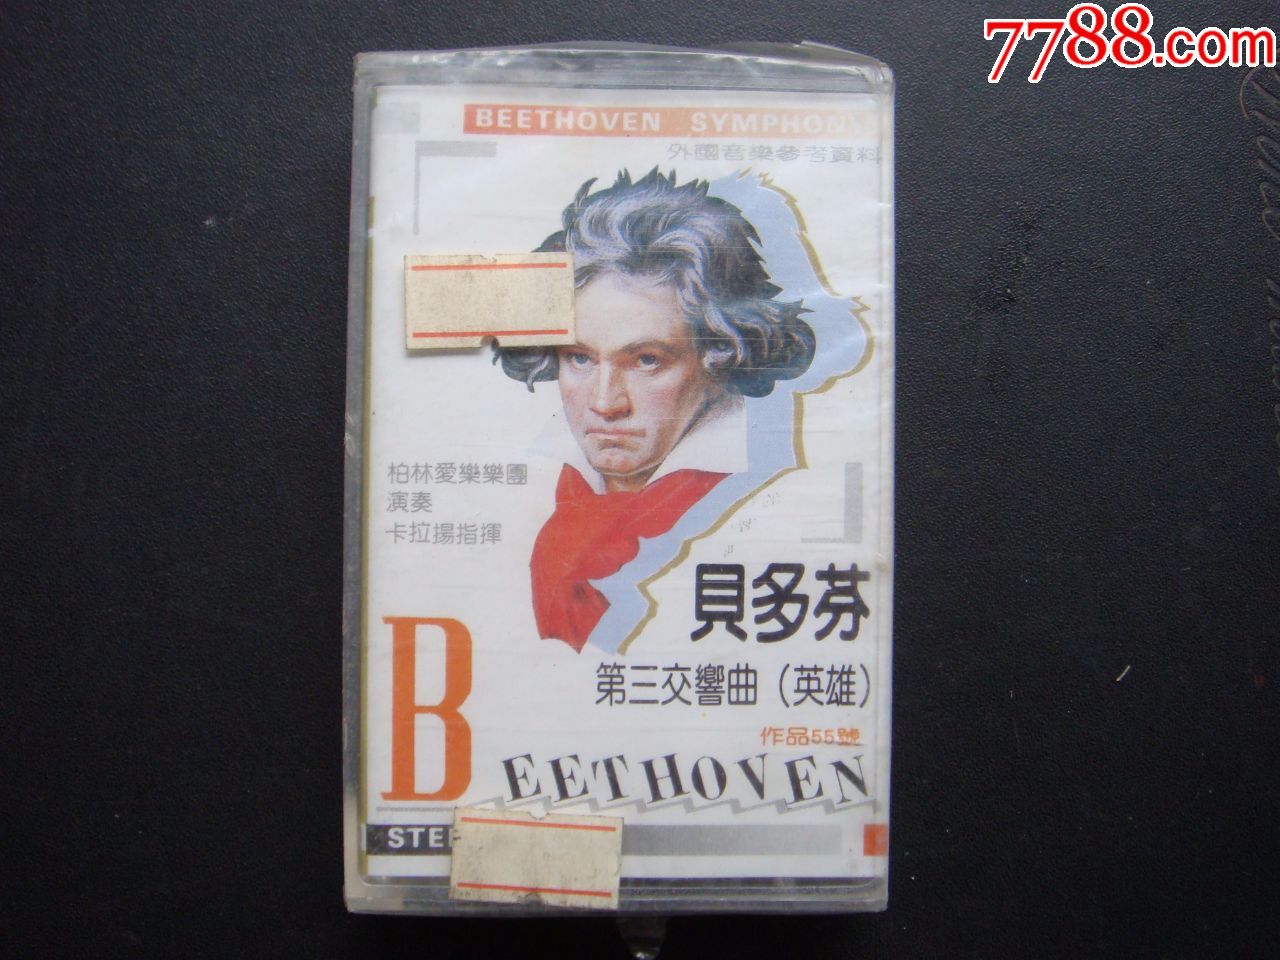 7788.com
BEETHOVEN SYMPHONY
外國音樂參考資料
柏林愛樂樂團
演奏
卡拉揚指揮
貝多芬
第三交響曲（英雄）
作品55號
BEETHOVEN
STE